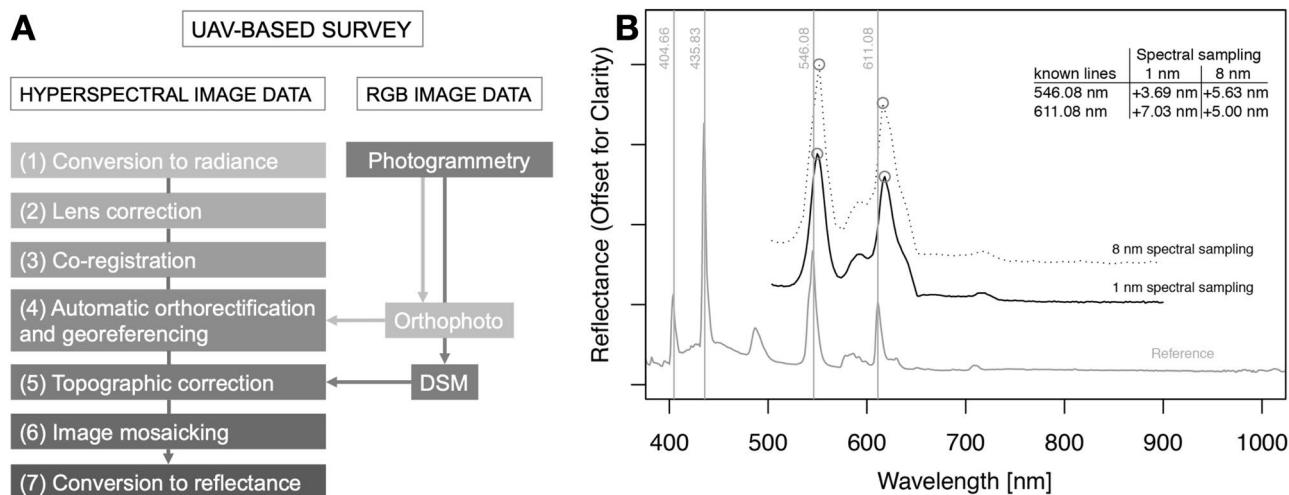 A
UAV-BASED SURVEY
HYPERSPECTRAL IMAGE DATA
RGB IMAGE DATA
(1) Conversion to radiance
(2) Lens correction
(3) Co-registration
(4) Automatic orthorectification
and georeferencing
(5) Topographic correction
(6) Image mosaicking
(7) Conversion to reflectance
Photogrammetry
Orthophoto
DSM
B
Reflectance (Offset for Clarity)
404.66
435.83
546.08
611.08
Spectral sampling
known lines 1 nm 8 nm
546.08 nm +3.69 nm +5.63 nm
611.08 nm +7.03 nm +5.00 nm
8 nm spectral sampling
1 nm spectral sampling
Reference
400 500 600 700 800 900 1000
Wavelength [nm]